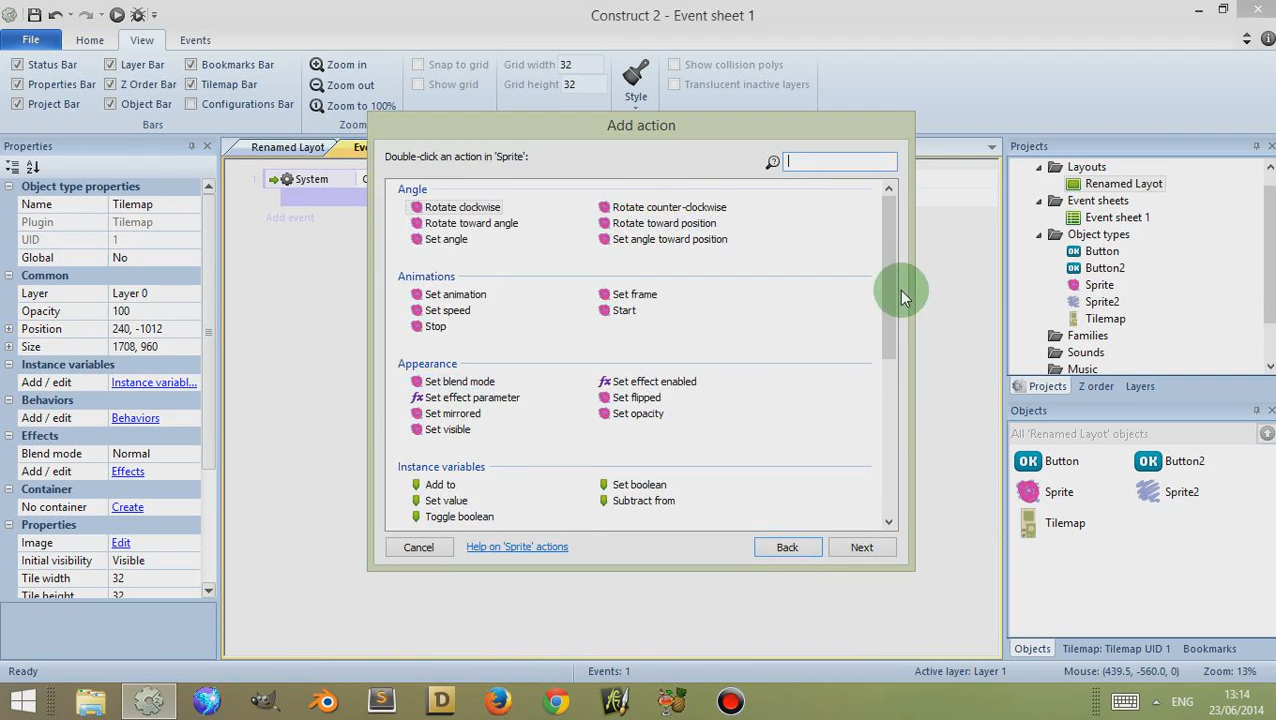 Construct 2 - Event sheet 1
File Home View Events
Status Bar Layer Bar Bookmarks Bar Zoom in Snap to grid Grid width 32 Show collision polys
Properties Bar Z Order Bar Tilemap Bar Zoom out Show grid Grid height 32 Translucent inactive layers
Project Bar Object Bar Configurations Bar Zoom to 100% Style
Bars Zoom
Properties
Object type properties
Name Tilemap
Plugin Tilemap
UID 1
Global No
Common
Layer Layer 0
Opacity 100
Position 240, -1012
Size 1708, 960
Instance variables
Add / edit Instance variabl...
Behaviors
Add / edit Behaviors
Effects
Blend mode Normal
Add / edit Effects
Container
No container Create
Properties
Image Edit
Initial visibility Visible
Tile width 32
Tile height 32
Renamed Layot Eve
1 System
Add event
Add action
Double-click an action in 'Sprite':
Angle
Rotate clockwise Rotate counter-clockwise
Rotate toward angle Rotate toward position
Set angle Set angle toward position
Animations
Set animation Set frame
Set speed Start
Stop
Appearance
Set blend mode Set effect enabled
Set effect parameter Set flipped
Set mirrored Set opacity
Set visible
Instance variables
Add to Set boolean
Set value Subtract from
Toggle boolean
Cancel Help on 'Sprite' actions Back Next
Projects
Layouts
Renamed Layot
Event sheets
Event sheet 1
Object types
Button
Button2
Sprite
Sprite2
Tilemap
Families
Sounds
Music
Projects Z order Layers
Objects
All 'Renamed Layot' objects
OK Button OK Button2
Sprite Sprite2
Tilemap
Objects Tilemap: Tilemap UID 1 Bookmarks
Ready Events: 1 Active layer: Layer 1 Mouse: (439.5, -560.0, 0) Zoom: 13%
ENG 13:14
23/06/2014